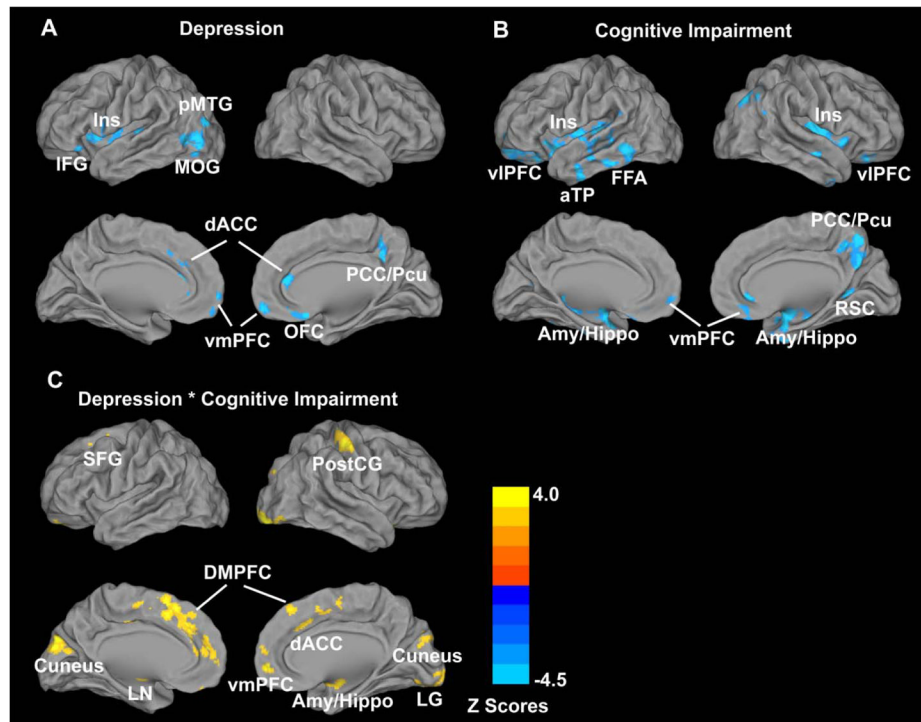 A
Depression
pMTG
Ins
IFG
MOG
dACC
PCC/Pcu
vmPFC
OFC
B
Cognitive Impairment
Ins
Ins
vlPFC
FFA
vlPFC
aTP
PCC/Pcu
RSC
Amy/Hippo
vmPFC
Amy/Hippo
C
Depression * Cognitive Impairment
SFG
PostCG
DMPFC
dACC
Cuneus
Cuneus
vmPFC
LN
Amy/Hippo
LG
4.0
-4.5
Z Scores